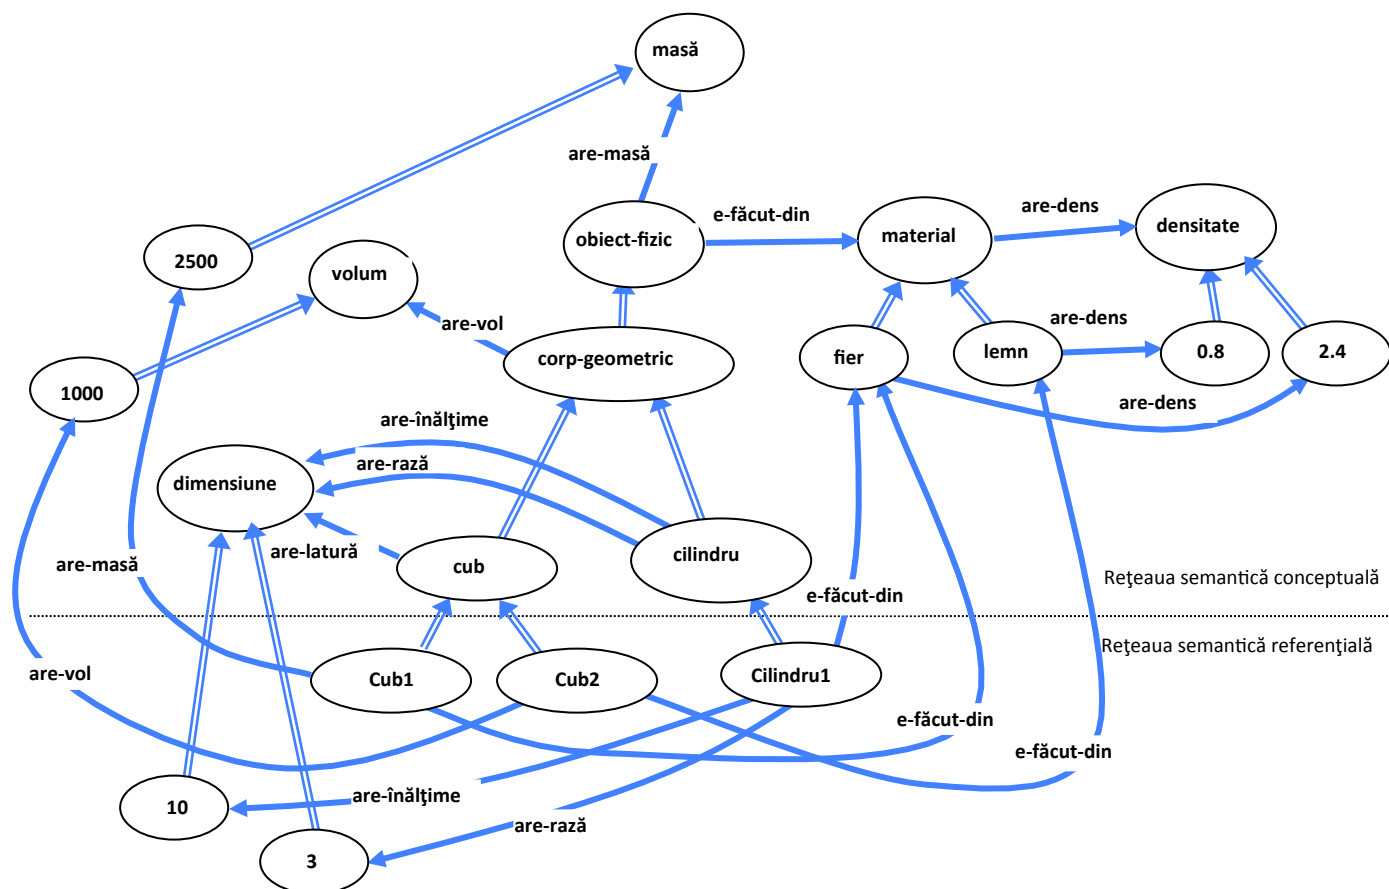 masă
are-masă
e-făcut-din
are-dens
obiect-fizic
material
densitate
2500
volum
are-vol
are-dens
corp-geometric
fier
lemn
0.8
2.4
1000
are-dens
are-înălţime
are-rază
dimensiune
are-latură
cilindru
are-masă
cub
e-făcut-din
Reţeaua semantică conceptuală
Reţeaua semantică referenţială
are-vol
Cub1
Cub2
Cilindru1
e-făcut-din
e-făcut-din
10
are-înălţime
are-rază
3